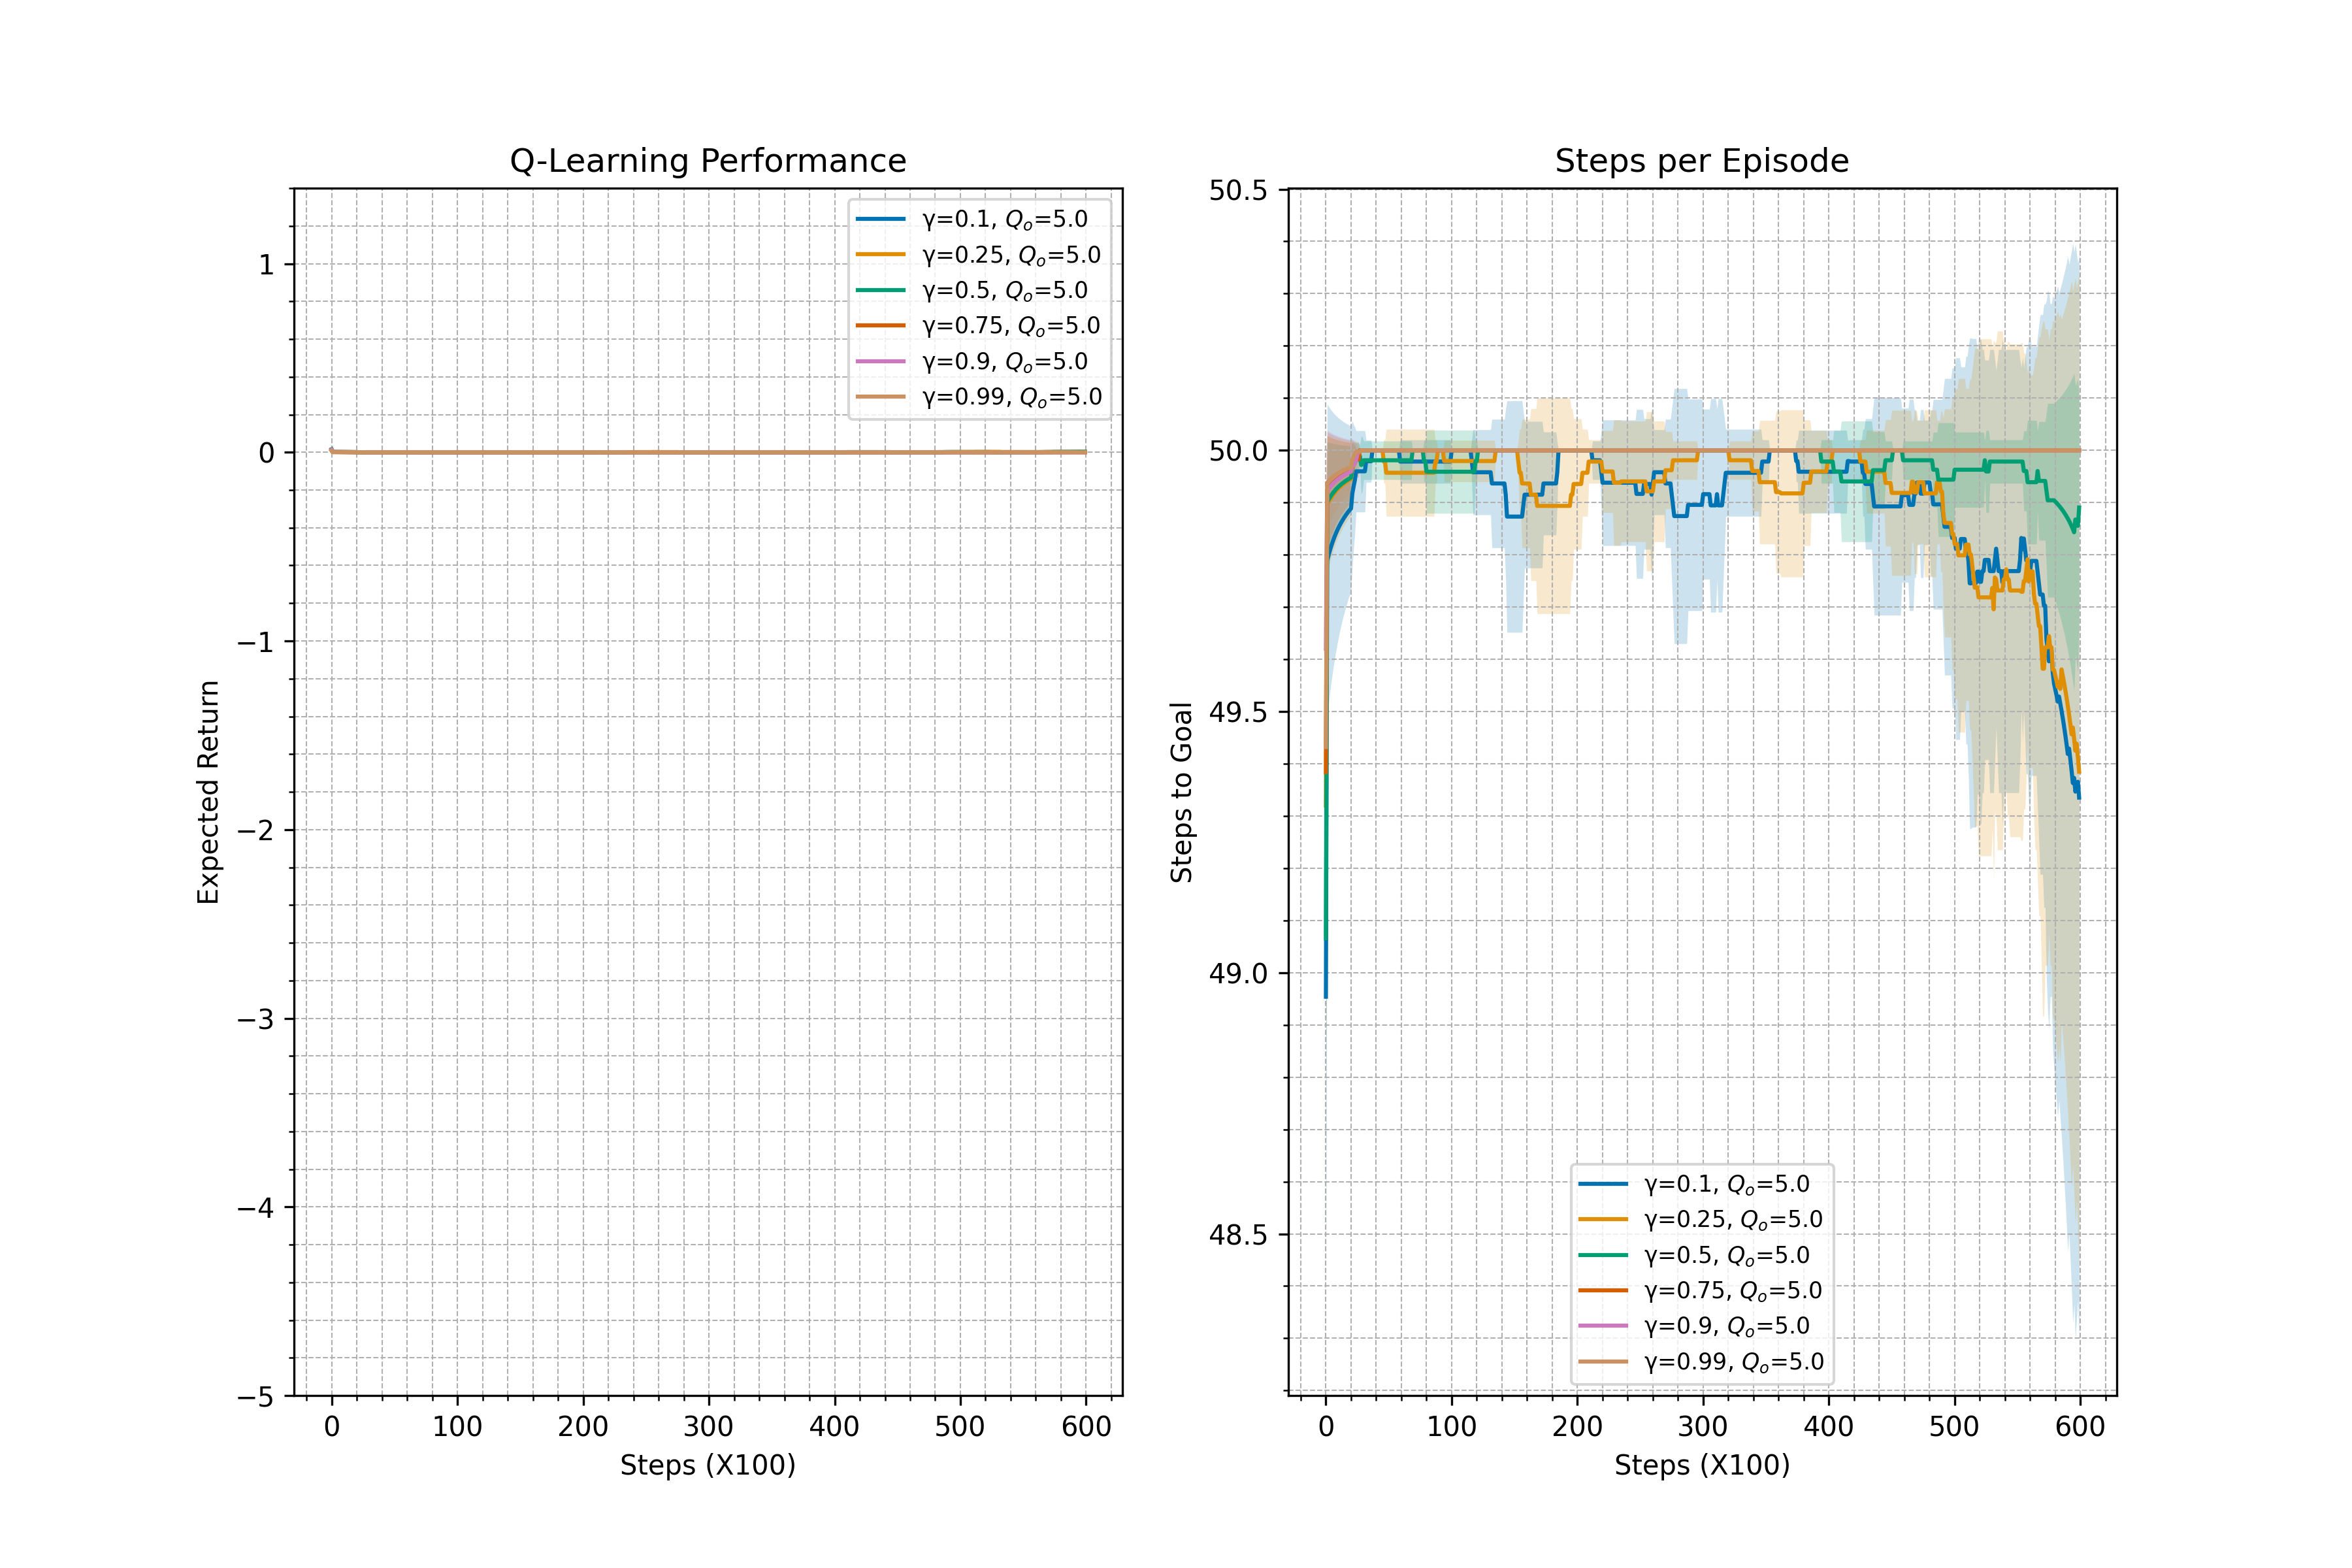 Q-Learning Performance
Expected Return
1
0
−1
−2
−3
−4
−5
γ=0.1, Qₒ=5.0
γ=0.25, Qₒ=5.0
γ=0.5, Qₒ=5.0
γ=0.75, Qₒ=5.0
γ=0.9, Qₒ=5.0
γ=0.99, Qₒ=5.0
0 100 200 300 400 500 600
Steps (X100)
Steps per Episode
Steps to Goal
50.5
50.0
49.5
49.0
48.5
γ=0.1, Qₒ=5.0
γ=0.25, Qₒ=5.0
γ=0.5, Qₒ=5.0
γ=0.75, Qₒ=5.0
γ=0.9, Qₒ=5.0
γ=0.99, Qₒ=5.0
0 100 200 300 400 500 600
Steps (X100)